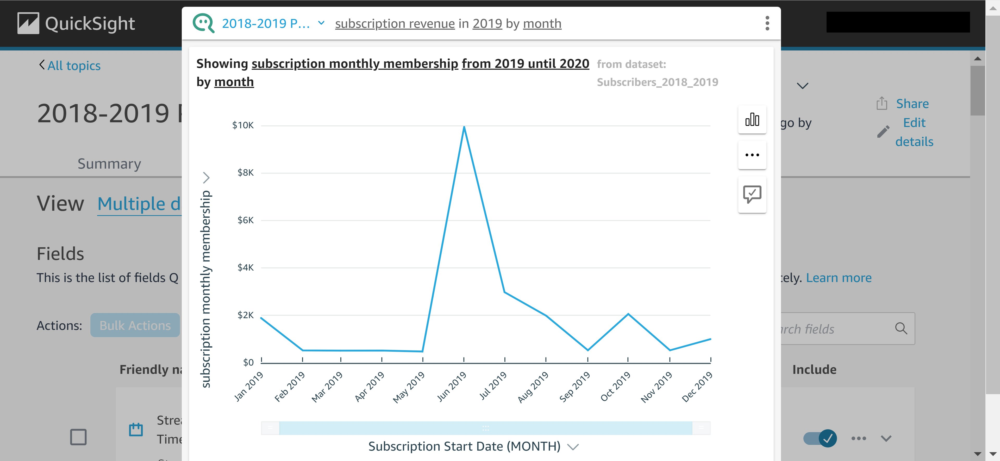 QuickSight
2018-2019 P... subscription revenue in 2019 by month
All topics
2018-2019
Summary
View Multiple d
Fields
This is the list of fields Q
Actions: Bulk Actions
Friendly na
Strea
Time
Showing subscription monthly membership from 2019 until 2020
by month
from dataset:
Subscribers_2018_2019
subscription monthly membership
$10K
$8K
$6K
$4K
$2K
$0
Jan 2019
Feb 2019
Mar 2019
Apr 2019
May 2019
Jun 2019
Jul 2019
Aug 2019
Sep 2019
Oct 2019
Nov 2019
Dec 2019
Subscription Start Date (MONTH)
Share
go by
Edit
details
tely. Learn more
arch fields
Include